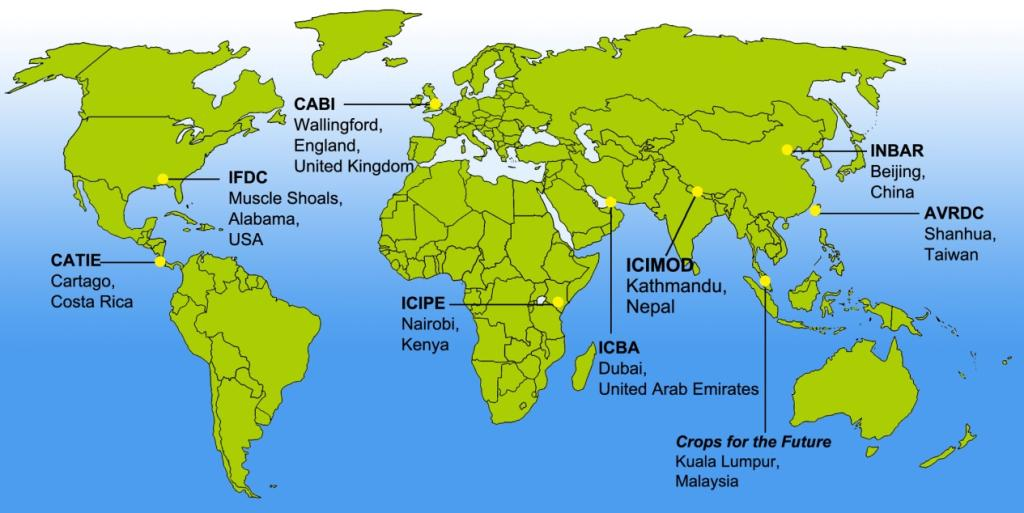 CABI
Wallingford,
England,
United Kingdom
IFDC
Muscle Shoals,
Alabama,
USA
CATIE
Cartago,
Costa Rica
ICIPE
Nairobi,
Kenya
ICIMOD
Kathmandu,
Nepal
ICBA
Dubai,
United Arab Emirates
INBAR
Beijing,
China
AVRDC
Shanhua,
Taiwan
Crops for the Future
Kuala Lumpur,
Malaysia